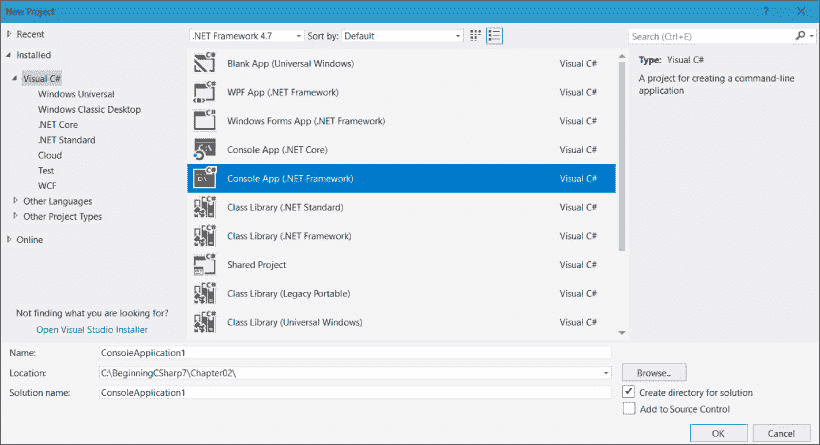 New Project
Recent
.NET Framework 4.7
Sort by: Default
Search (Ctrl+E)
Installed
Visual C#
Windows Universal
Windows Classic Desktop
.NET Core
.NET Standard
Cloud
Test
WCF
Other Languages
Other Project Types
Online
Not finding what you are looking for?
Open Visual Studio Installer
Blank App (Universal Windows) Visual C#
WPF App (.NET Framework) Visual C#
Windows Forms App (.NET Framework) Visual C#
Console App (.NET Core) Visual C#
Console App (.NET Framework) Visual C#
Class Library (.NET Standard) Visual C#
Class Library (.NET Framework) Visual C#
Shared Project Visual C#
Class Library (Legacy Portable) Visual C#
Class Library (Universal Windows) Visual C#
Type: Visual C#
A project for creating a command-line
application
Name: ConsoleApplication1
Location: C:\BeginningCSharp7\Chapter02\
Browse...
Solution name: ConsoleApplication1
Create directory for solution
Add to Source Control
OK
Cancel